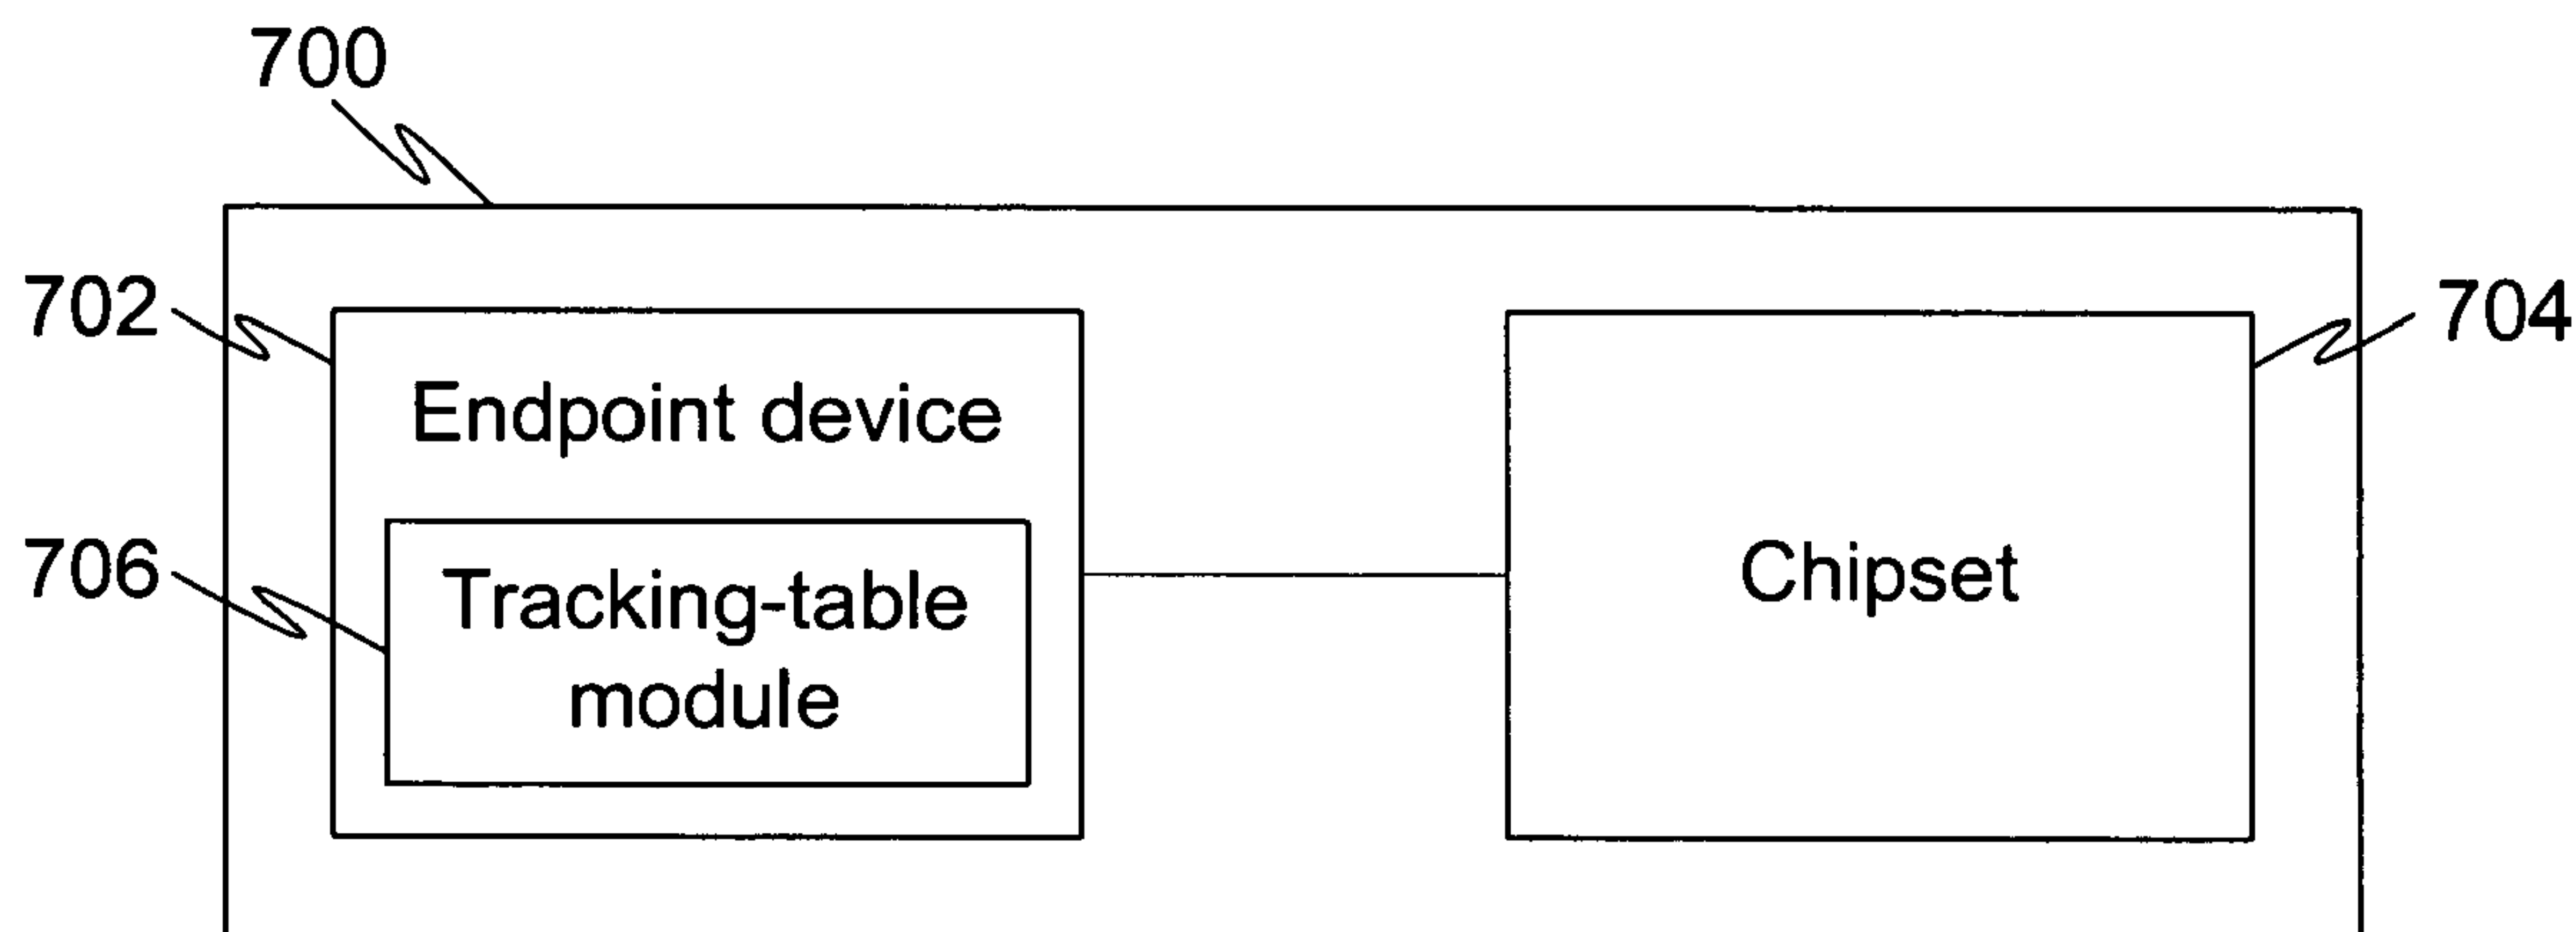 700
702
704
Endpoint device
706
Tracking-table
module
Chipset